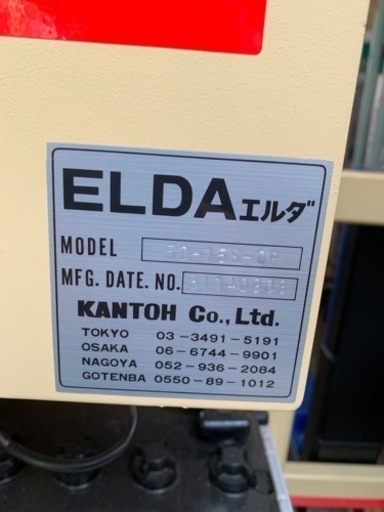 ELDAエルダ
MODEL
MFG. DATE. NO.
KANTOH Co., Ltd.
TOKYO 03-3491-5191
OSAKA 06-6744-9901
NAGOYA 052-936-2084
GOTENBA 0550-89-1012